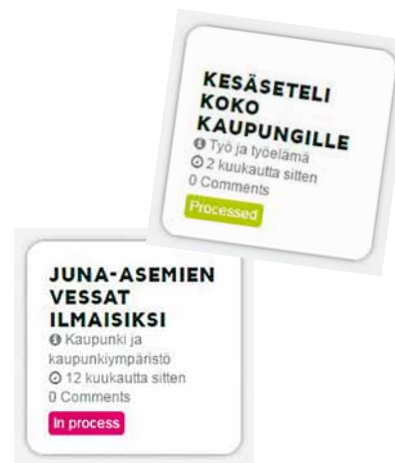 KESÄSETELI
KOKO
KAUPUNGILLE
Työ ja työelämä
2 kuukautta sitten
0 Comments
Processed
JUNA-ASEMIEN
VESSAT
ILMAISIKSI
Kaupunki ja
kaupunkiympäristö
12 kuukautta sitten
0 Comments
In process